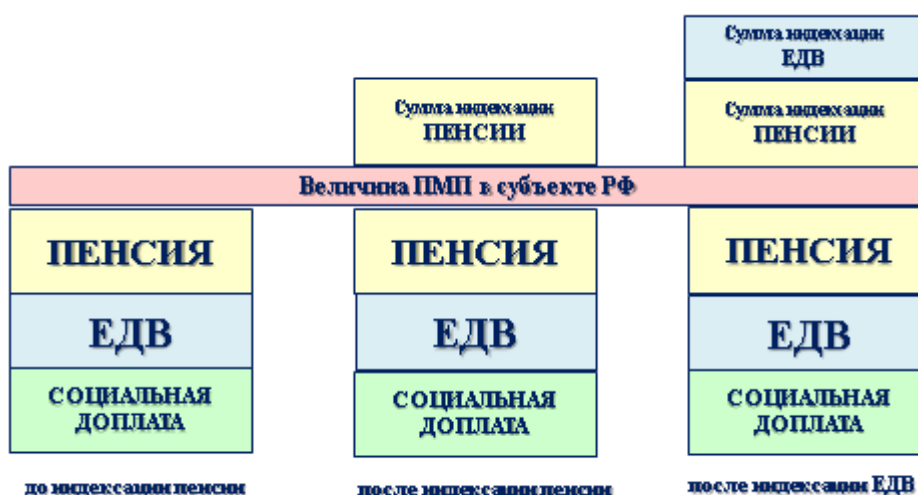 Сумма индексации
ЕДВ
Сумма индексации
ПЕНСИИ
Сумма индексации
ПЕНСИИ
Величина ПМП в субъекте РФ
ПЕНСИЯ
ПЕНСИЯ
ПЕНСИЯ
ЕДВ
ЕДВ
ЕДВ
СОЦИАЛЬНАЯ
ДОПЛАТА
СОЦИАЛЬНАЯ
ДОПЛАТА
СОЦИАЛЬНАЯ
ДОПЛАТА
до индексации пенсии
после индексации пенсии
после индексации ЕДВ